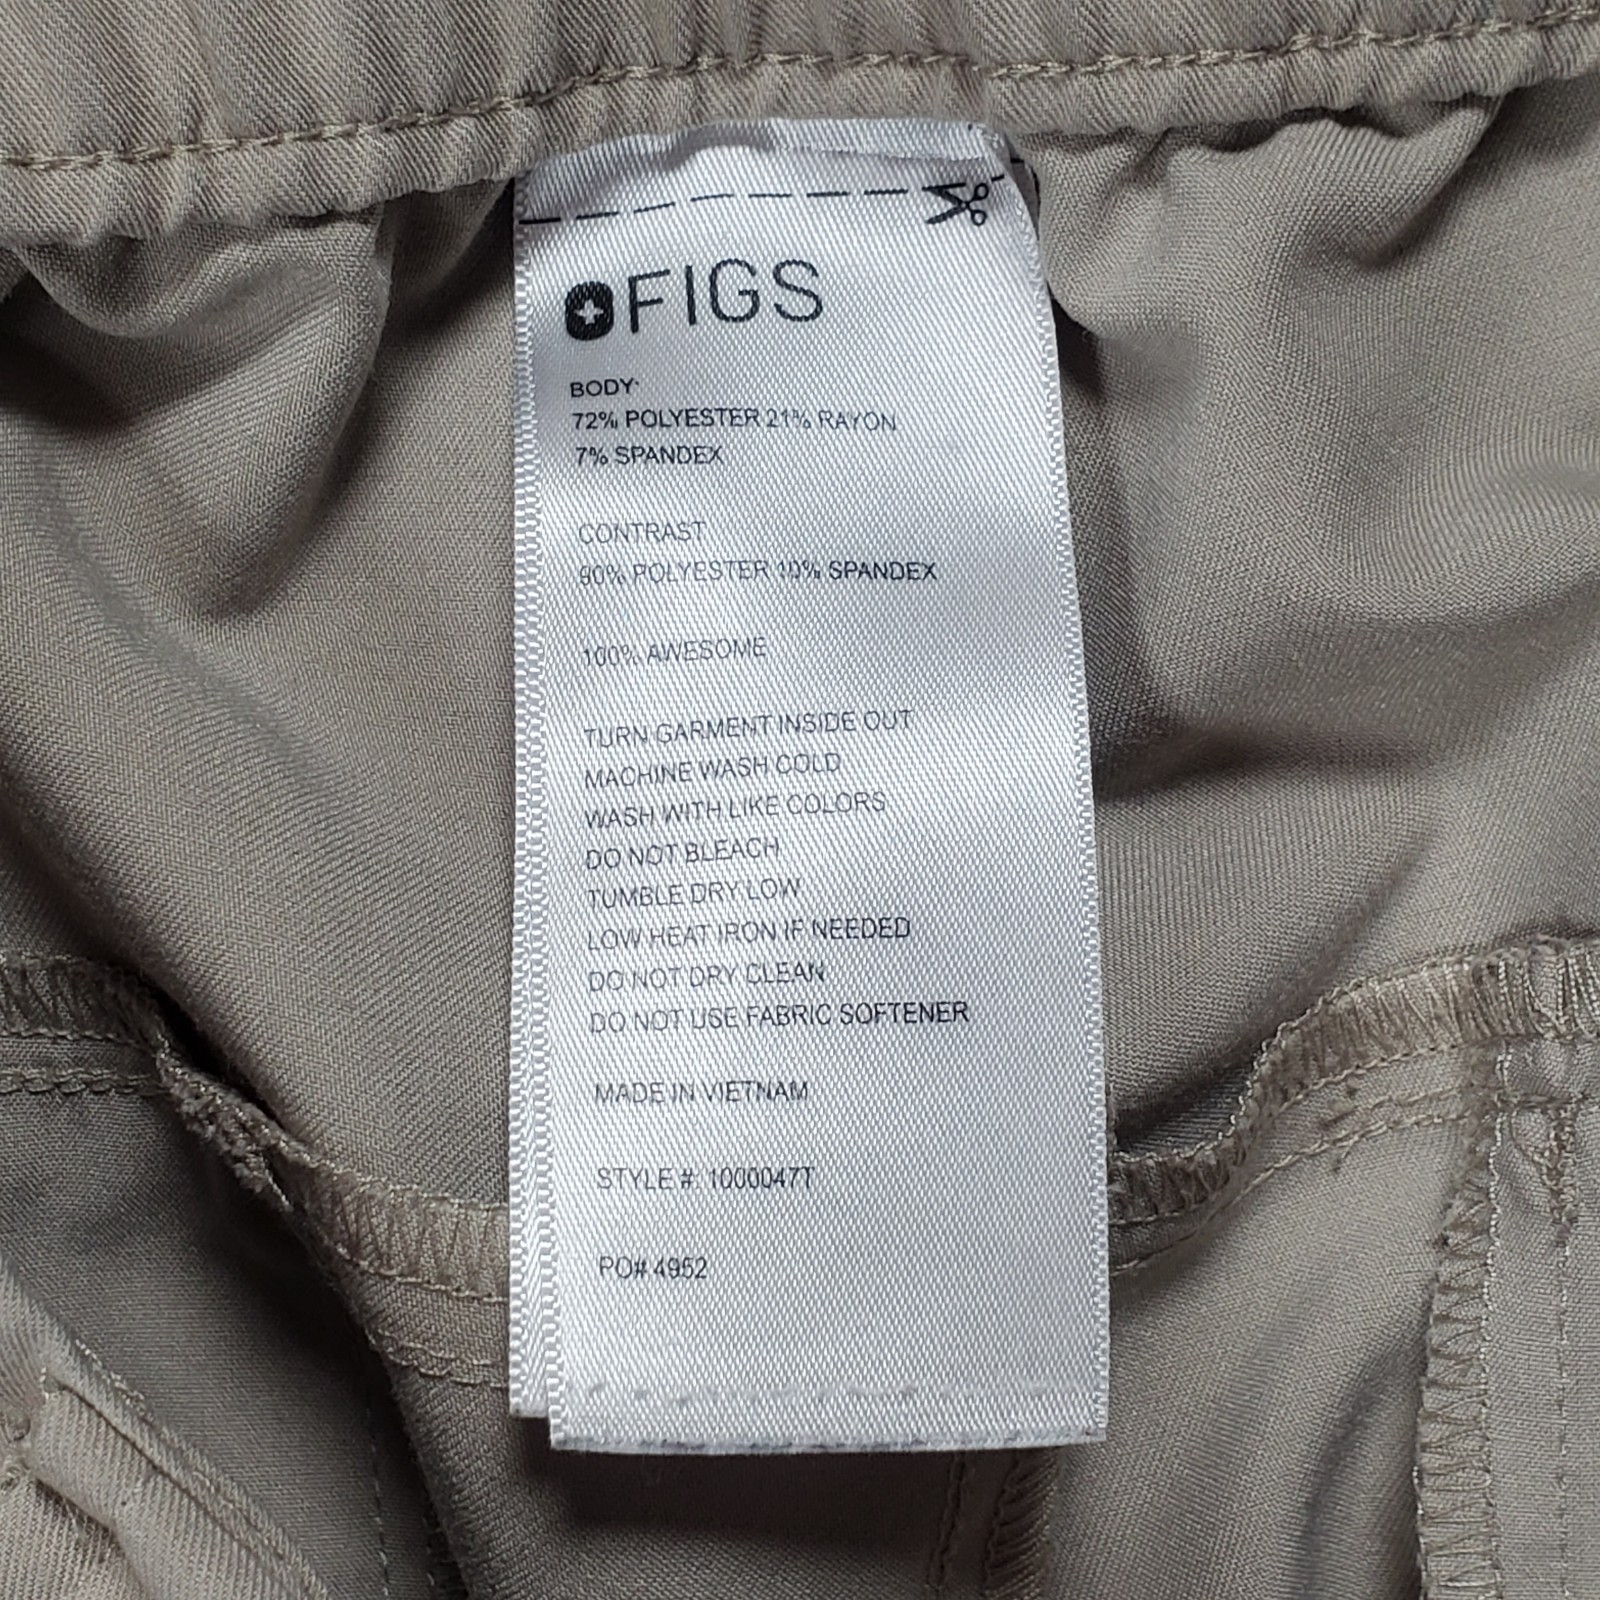 FIGS
BODY:
72% POLYESTER 21% RAYON
7% SPANDEX
CONTRAST
90% POLYESTER 10% SPANDEX
100% AWESOME
TURN GARMENT INSIDE OUT
MACHINE WASH COLD
WASH WITH LIKE COLORS
DO NOT BLEACH
TUMBLE DRY LOW
LOW HEAT IRON IF NEEDED
DO NOT DRY CLEAN
DO NOT USE FABRIC SOFTENER
MADE IN VIETNAM
STYLE #: 1000047T
PO# 4952